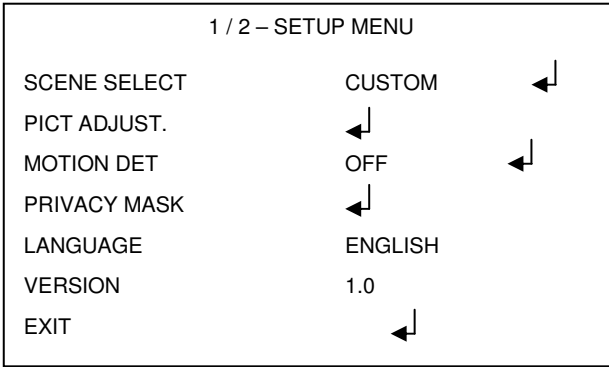 1 / 2 – SETUP MENU
SCENE SELECT CUSTOM
PICT ADJUST.
MOTION DET OFF
PRIVACY MASK
LANGUAGE ENGLISH
VERSION 1.0
EXIT